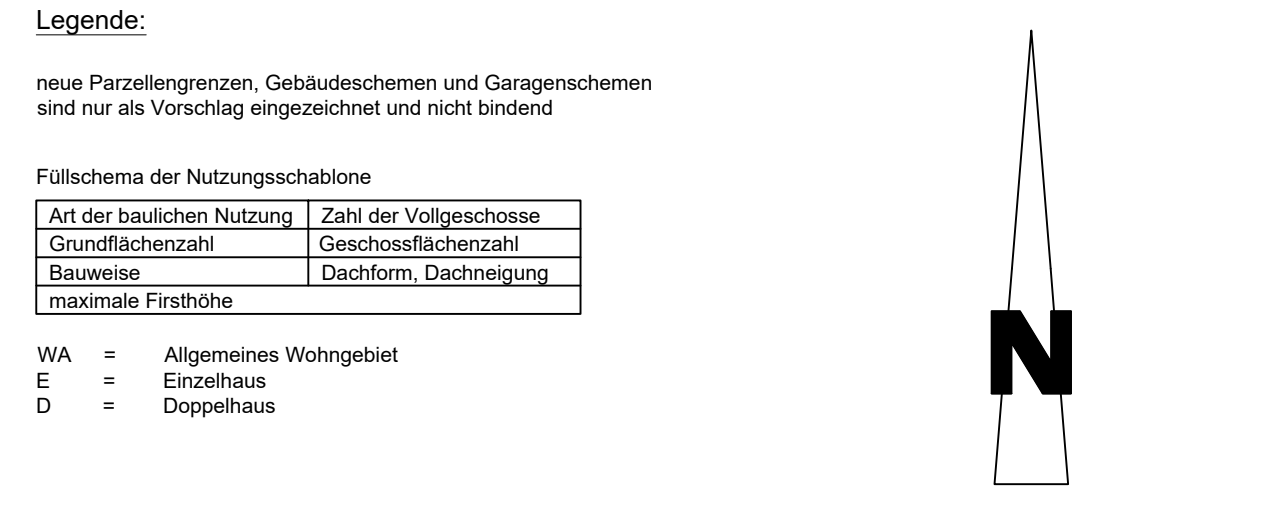 Legende:
neue Parzellengrenzen, Gebäudeschemen und Garagenschemen
sind nur als Vorschlag eingezeichnet und nicht bindend
Füllschema der Nutzungsschablone
Art der baulichen Nutzung Zahl der Vollgeschosse
Grundflächenzahl Geschossflächenzahl
Bauweise Dachform, Dachneigung
maximale Firsthöhe
WA = Allgemeines Wohngebiet
E = Einzelhaus
D = Doppelhaus
N